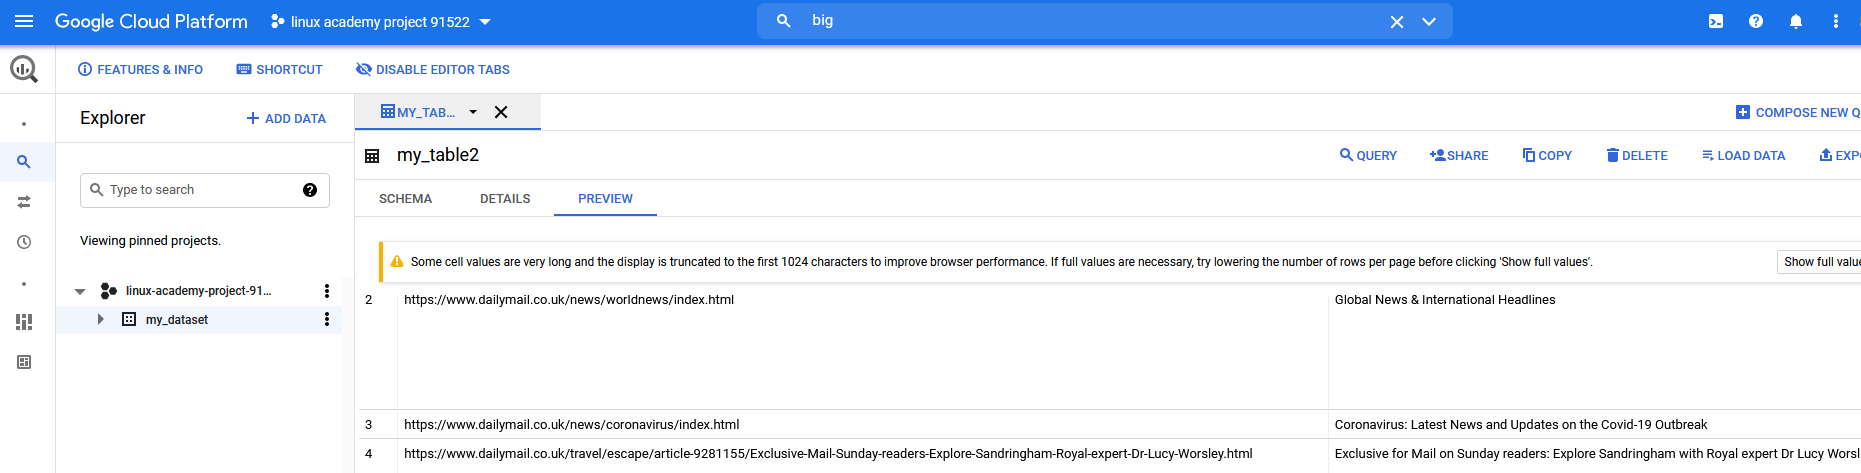 Google Cloud Platform linux academy project 91522 big
FEATURES & INFO SHORTCUT DISABLE EDITOR TABS
Explorer + ADD DATA
MY_TAB...
COMPOSE NEW Q
my_table2
QUERY SHARE COPY DELETE LOAD DATA EXPO
Type to search
SCHEMA DETAILS PREVIEW
Viewing pinned projects.
Some cell values are very long and the display is truncated to the first 1024 characters to improve browser performance. If full values are necessary, try lowering the number of rows per page before clicking 'Show full values'.
Show full value
linux-academy-project-91...
my_dataset
2 https://www.dailymail.co.uk/news/worldnews/index.html Global News & International Headlines
3 https://www.dailymail.co.uk/news/coronavirus/index.html Coronavirus: Latest News and Updates on the Covid-19 Outbreak
4 https://www.dailymail.co.uk/travel/escape/article-9281155/Exclusive-Mail-Sunday-readers-Explore-Sandringham-Royal-expert-Dr-Lucy-Worsley.html Exclusive for Mail on Sunday readers: Explore Sandringham with Royal expert Dr Lucy Worsl